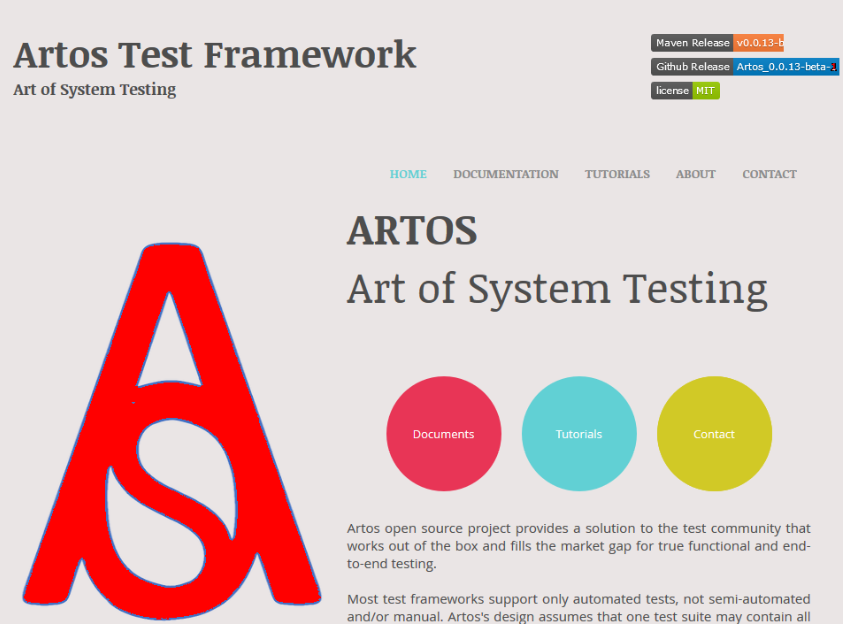 Artos Test Framework
Art of System Testing
Maven Release v0.0.13-b
Github Release Artos_0.0.13-beta-
license MIT
HOME DOCUMENTATION TUTORIALS ABOUT CONTACT
ARTOS
Art of System Testing
Documents Tutorials Contact
Artos open source project provides a solution to the test community that
works out of the box and fills the market gap for true functional and end-
to-end testing.
Most test frameworks support only automated tests, not semi-automated
and/or manual. Artos's design assumes that one test suite may contain all